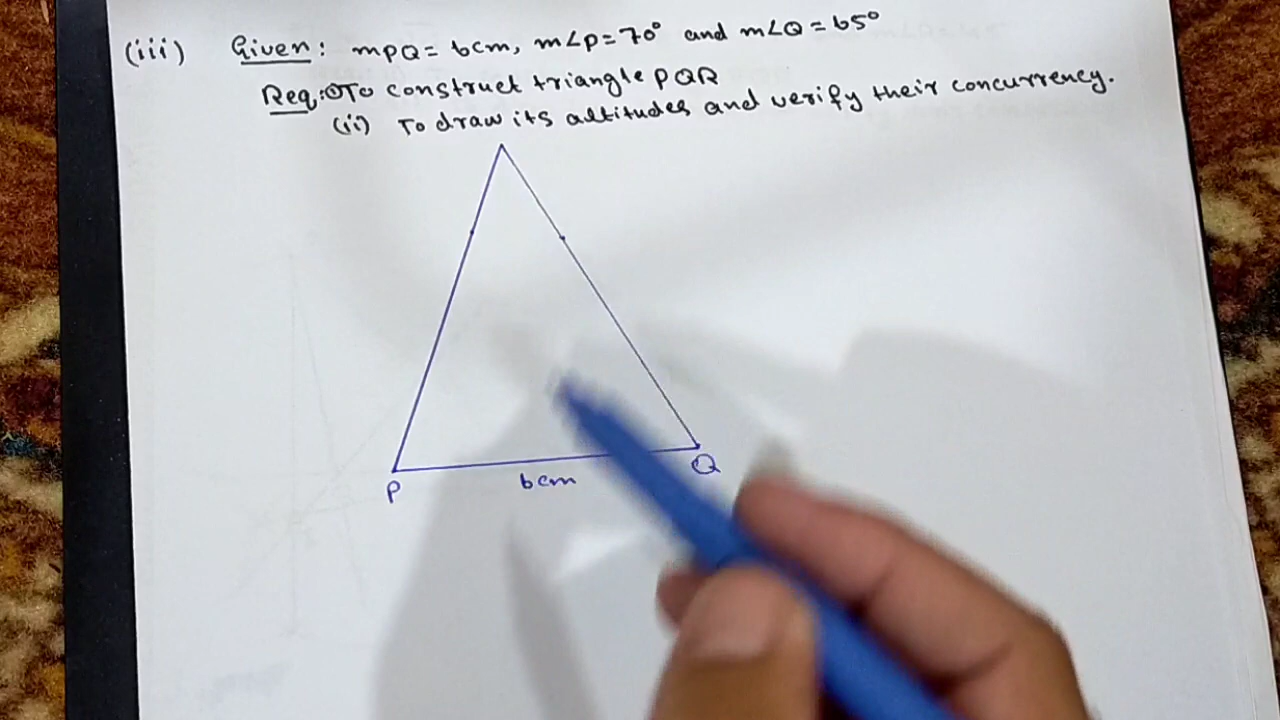 (iii) Given: mPQ = 6cm, m∠P = 70° and m∠Q = 65°
Req: (i) To construct triangle PQR
(ii) To draw its altitudes and verify their concurrency.
P 6cm Q